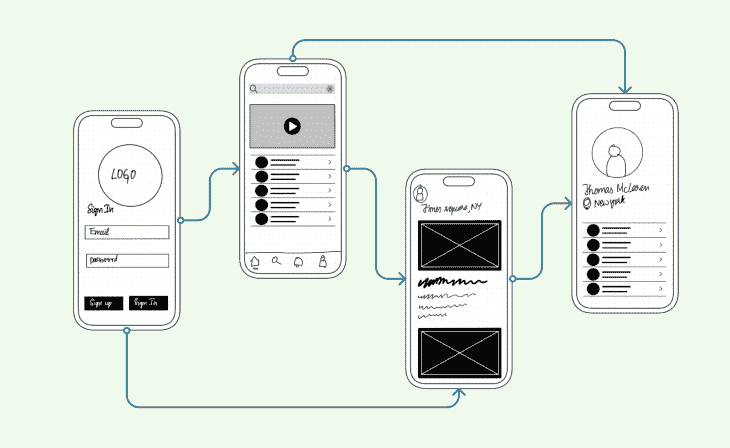 LOGO
Sign In
Email
password
Sign up
Sign In
Times square, NY
Thomas McLaren
New york